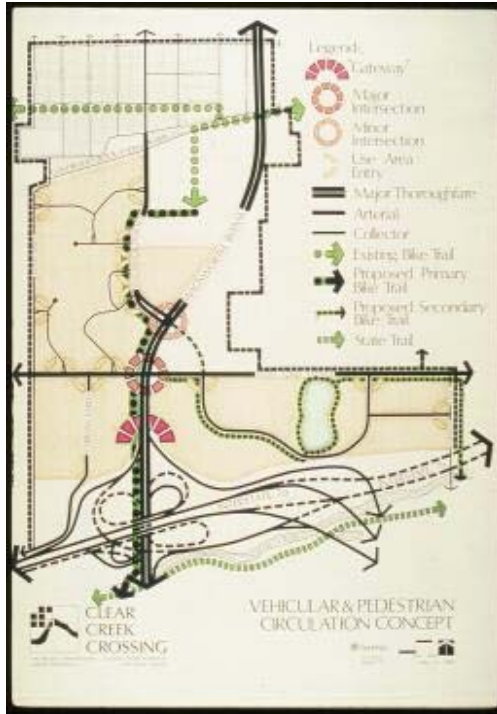 Legend:
Gateway
Major
Intersection
Minor
Intersection
Use Area
Entry
Major Thoroughfare
Arterial
Collector
Existing Bike Trail
Proposed Primary
Bike Trail
Proposed Secondary
Bike Trail
State Trail
CLEAR
CREEK
CROSSING
VEHICULAR & PEDESTRIAN
CIRCULATION CONCEPT